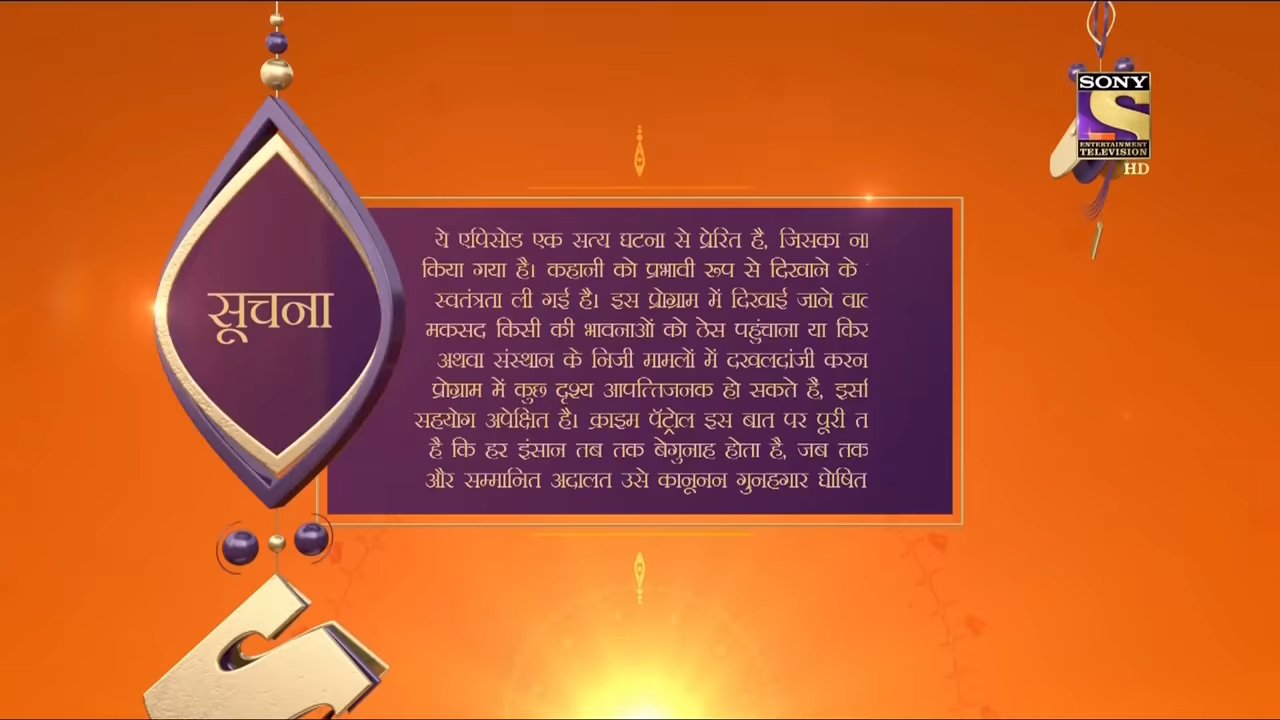 सूचना
ये एपिसोड एक सत्य घटना से प्रेरित है, जिसका ना
किया गया है। कहानी को प्रभावी रूप से दिखाने के
स्वतंत्रता ली गई है। इस प्रोग्राम में दिखाई जाने वाल
मकसद किसी की भावनाओं को ठेस पहुंचाना या किस
अथवा संस्थान के निजी मामलों में दखलदांजी करन
प्रोग्राम में कुछ दृश्य आपत्तिजनक हो सकते है, इसलि
सहयोग अपेक्षित है। क्राइम पॅट्रोल इस बात पर पूरी त
है कि हर इंसान तब तक बेगुनाह होता है, जब तक
और सम्मानित अदालत उसे कानूनन गुनहगार घोषित
SONY
ENTERTAINMENT
TELEVISION
HD